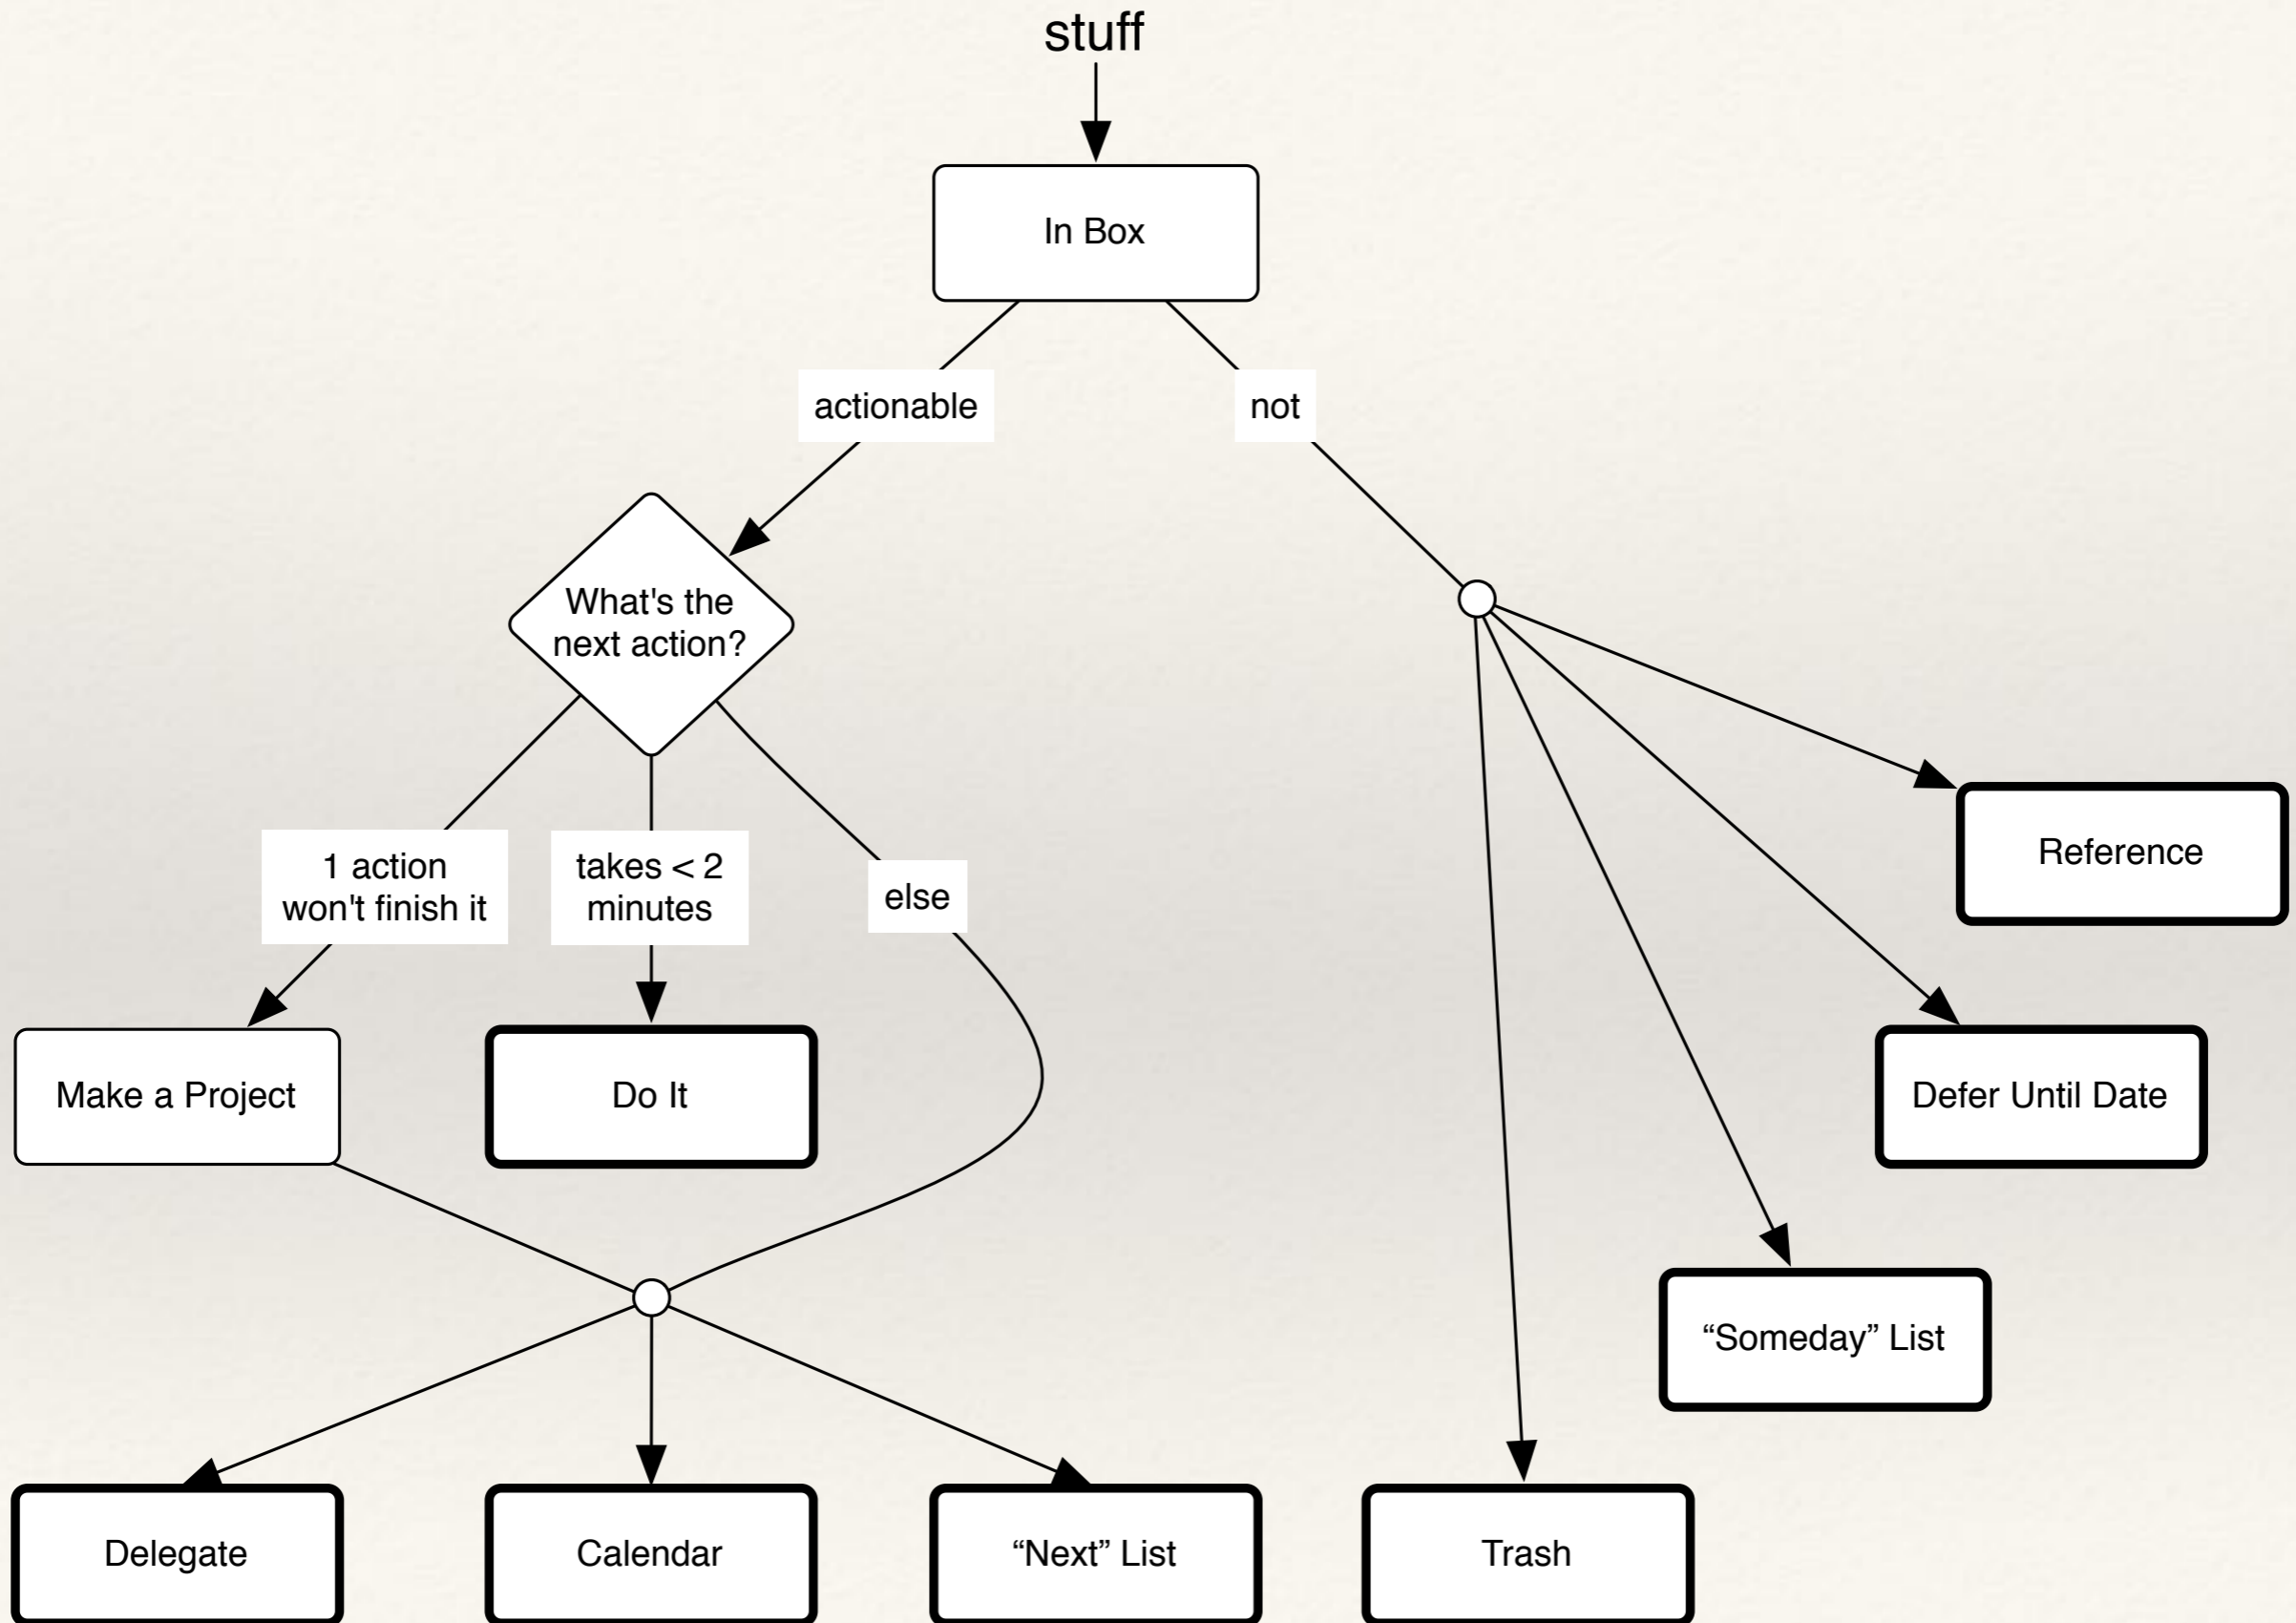 stuff
In Box
actionable
not
What's the
next action?
1 action
won't finish it
takes < 2
minutes
else
Reference
Make a Project
Do It
Defer Until Date
“Someday” List
Delegate
Calendar
“Next” List
Trash